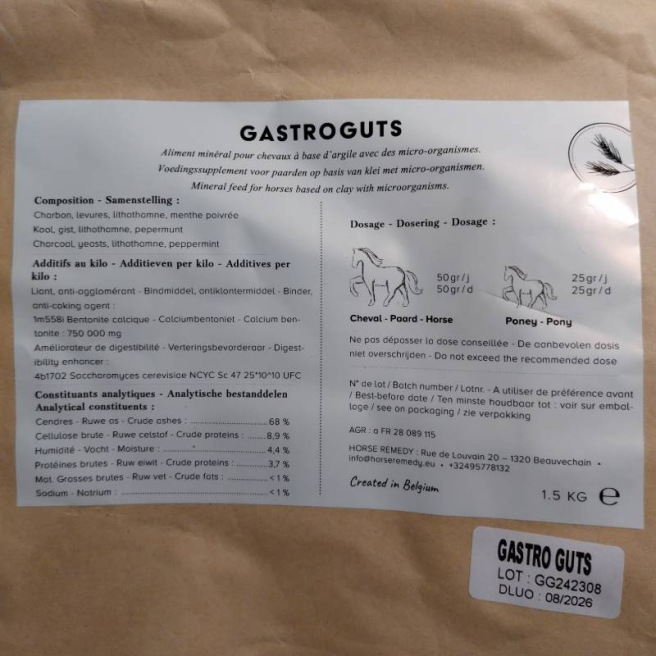 GASTROGUTS
Aliment minéral pour chevaux à base d'argile avec des micro-organismes.
Voedingssupplement voor paarden op basis van klei met micro-organismen.
Mineral feed for horses based on clay with microorganisms.
Composition - Samenstelling :
Charbon, levures, lithothamne, menthe poivrée
Kool, gist, lithothamne, pepermunt
Charcoal, yeasts, lithothamne, peppermint
Additifs au kilo - Additieven per kilo - Additives per
kilo :
Liant, anti-agglomérant - Bindmiddel, antiklontermiddel - Binder,
anti-caking agent :
1m558i Bentonite calcique - Calciumbentoniet - Calcium ben-
tonite : 750 000 mg
Améliorateur de digestibilité - Verteringsbevorderaar - Digest-
ibility enhancer :
4b1702 Saccharomyces cerevisiae NCYC Sc 47 25*10^10 UFC
Constituants analytiques - Analytische bestanddelen
Analytical constituents :
Cendres - Ruwe as - Crude ashes : 68 %
Cellulose brute - Ruwe celstof - Crude proteins : 8,9 %
Humidité - Vocht - Moisture : 4,4 %
Protéines brutes - Ruw eiwit - Crude proteins : 3,7 %
Mat. Grasses brutes - Ruw vet - Crude fats : <1 %
Sodium - Natrium : <1 %
Dosage - Dosering - Dosage :
50gr/j
50gr/d
25gr/j
25gr/d
Cheval - Paard - Horse
Poney - Pony
Ne pas dépasser la dose conseillée - De aanbevolen dosis
niet overschrijden - Do not exceed the recommended dose
N° de lot / Batch number / Lotnr. - A utiliser de préférence avant
/ Best-before date / Ten minste houdbaar tot : voir sur embal-
lage / see on packaging / zie verpakking
AGR : α FR 28 089 115
HORSE REMEDY : Rue de Louvain 20 – 1320 Beauvechain •
info@horseremedy.eu • +32495778132
Created in Belgium
1.5 KG e
GASTRO GUTS
LOT : GG242308
DLUO : 08/2026